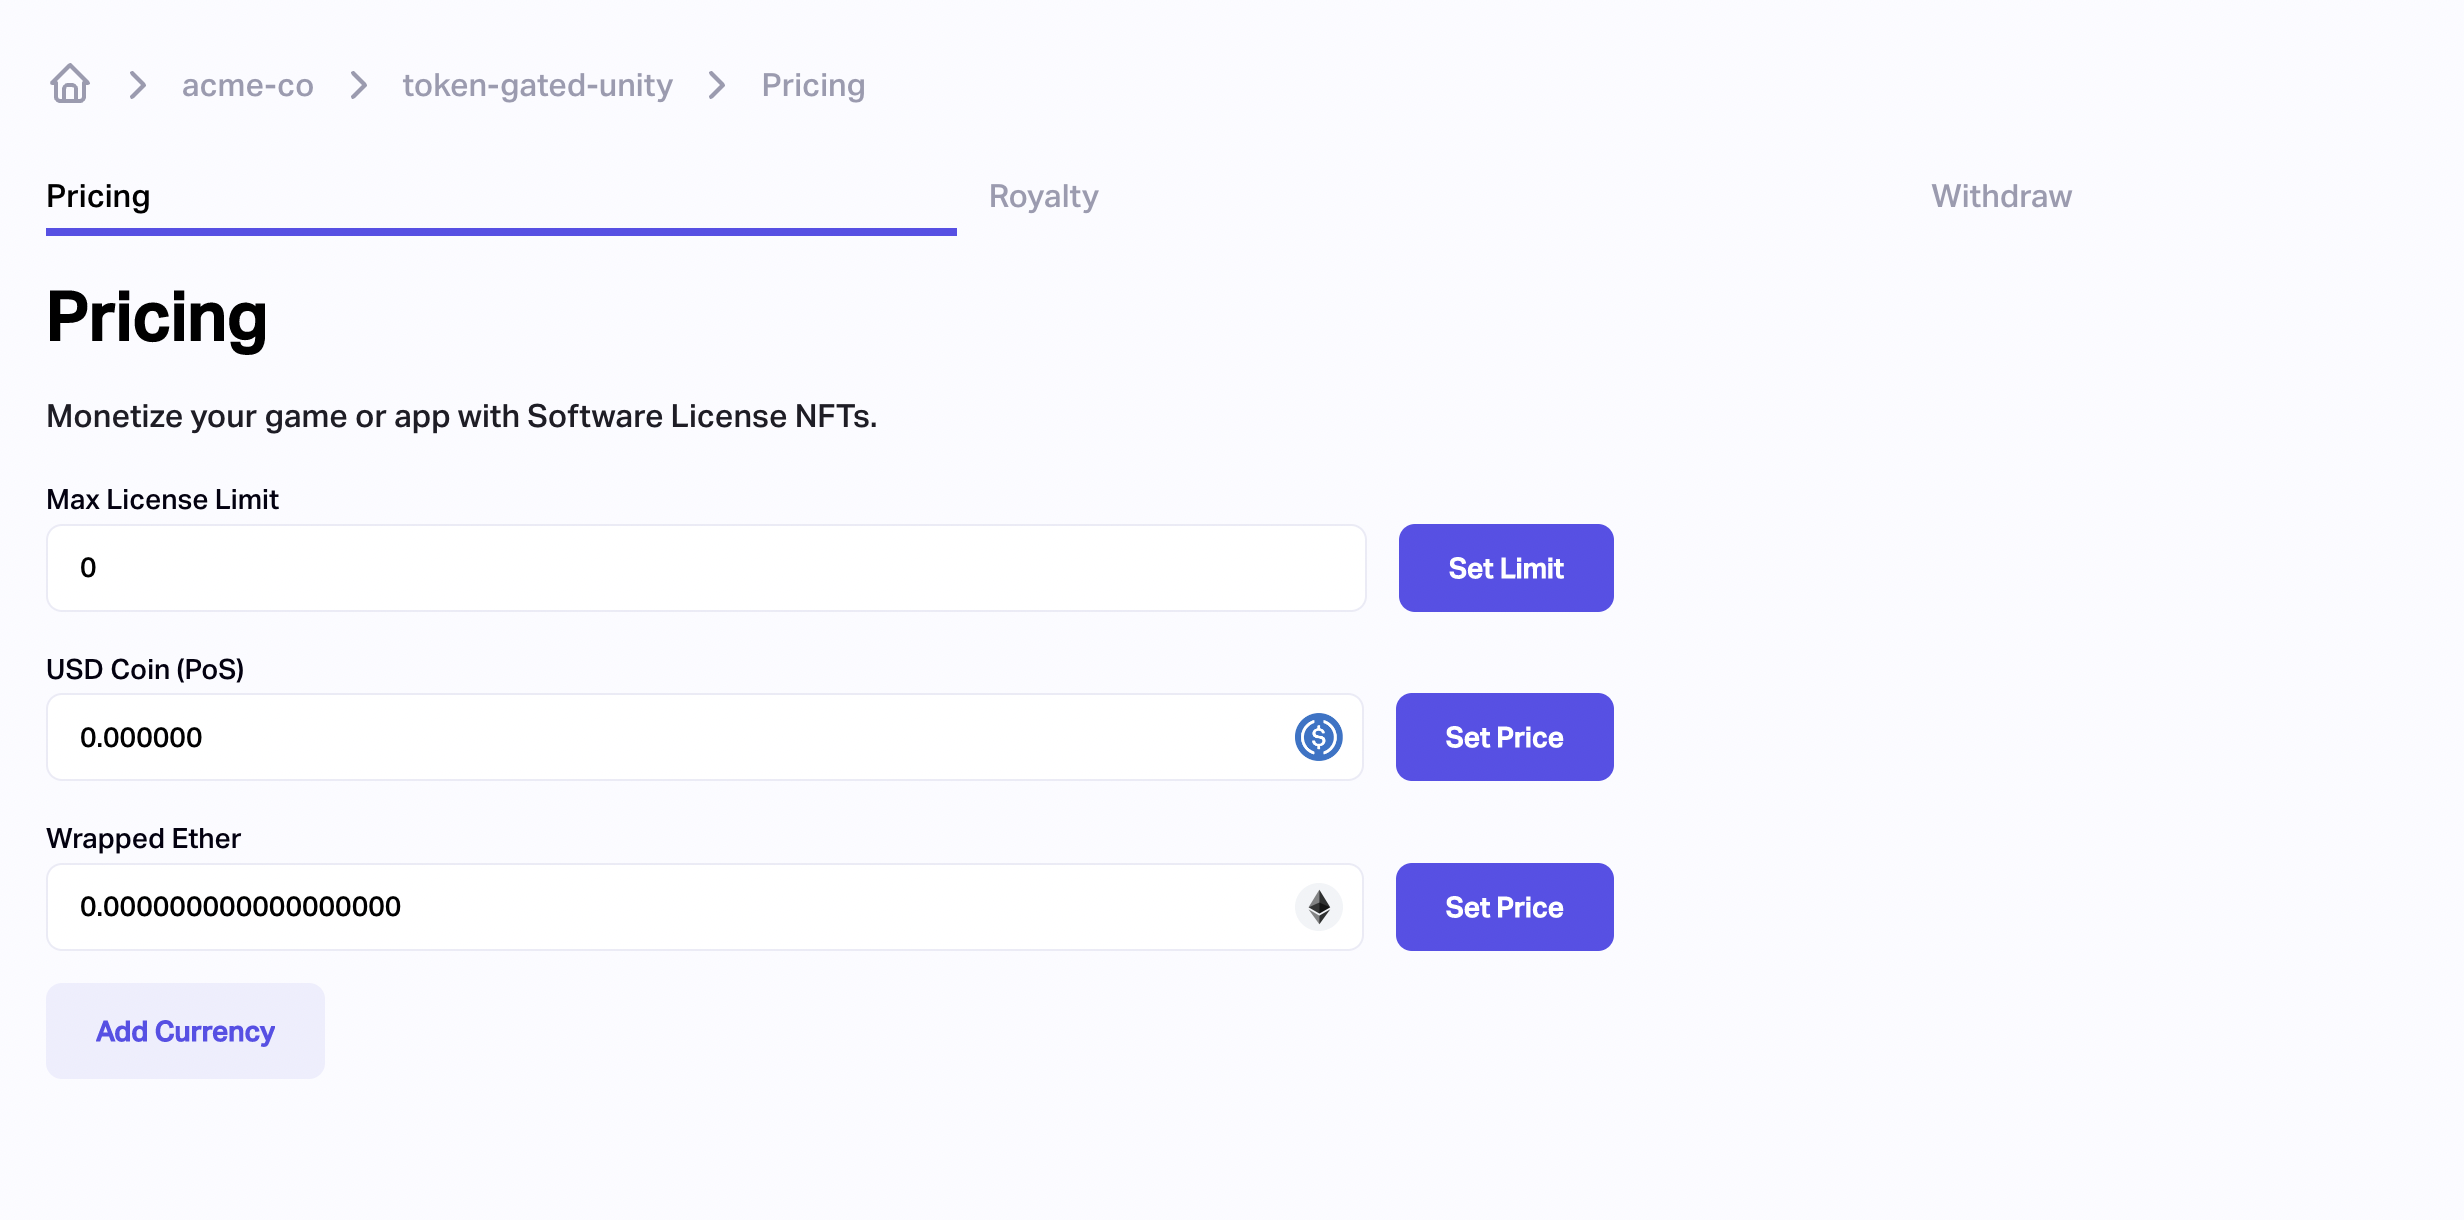 acme-co > token-gated-unity > Pricing
Pricing Royalty Withdraw
Pricing
Monetize your game or app with Software License NFTs.
Max License Limit
0 Set Limit
USD Coin (PoS)
0.000000 $ Set Price
Wrapped Ether
0.000000000000000000 Set Price
Add Currency